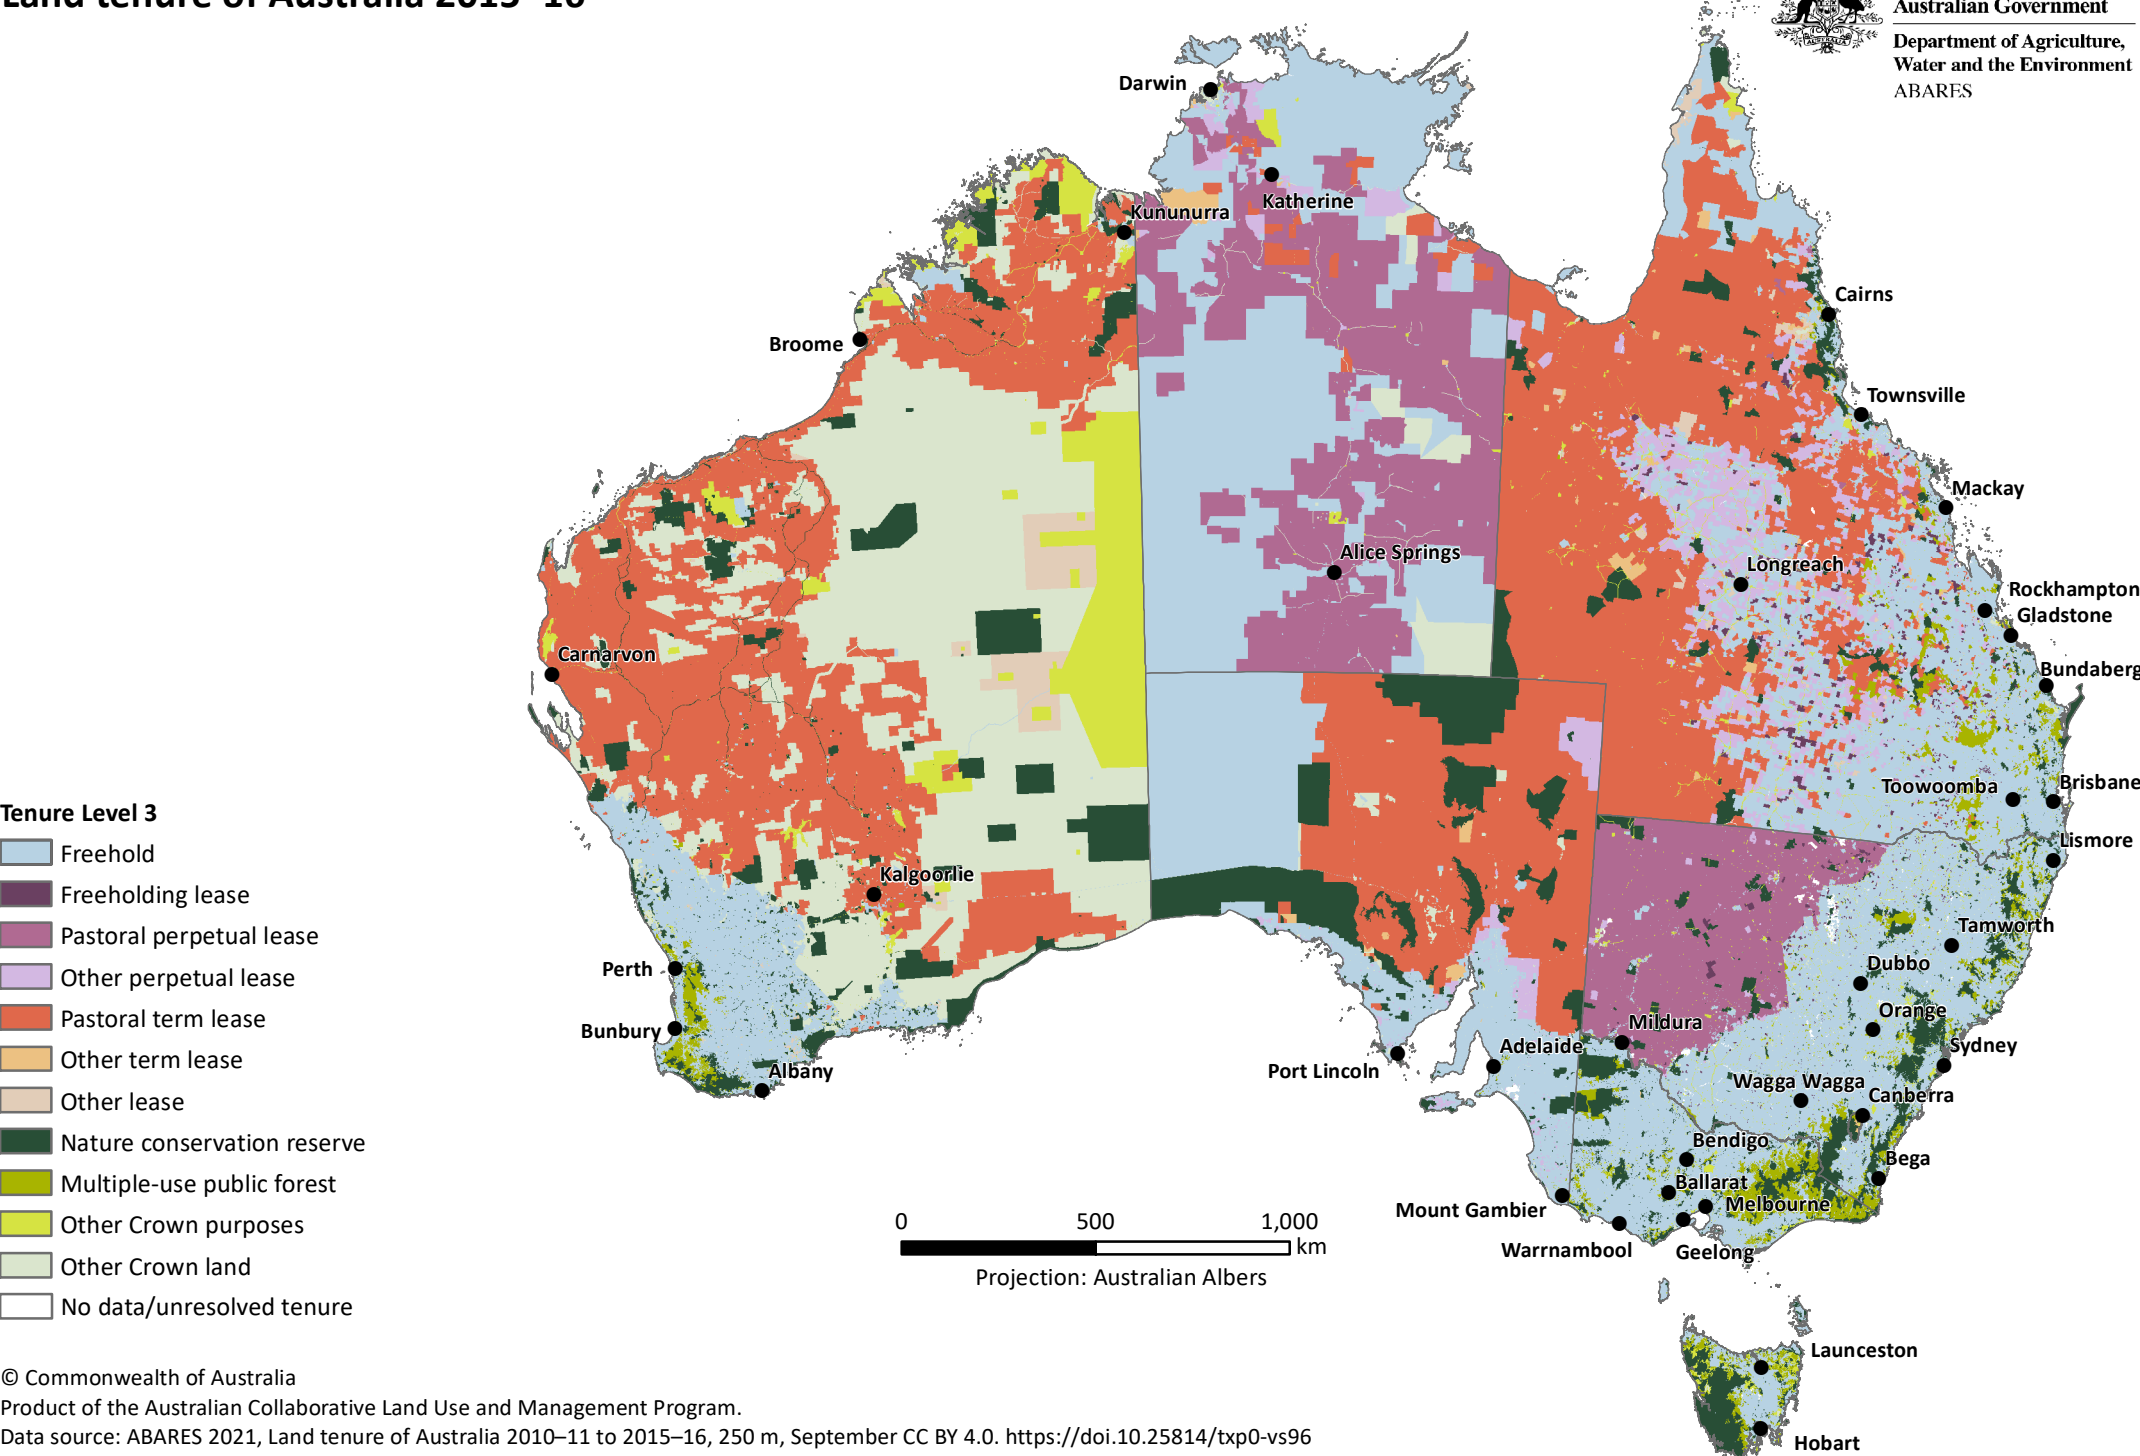 Land tenure of Australia 2015–16
Australian Government
Department of Agriculture,
Water and the Environment
ABARES
Darwin
Katherine
Kununurra
Cairns
Broome
Townsville
Mackay
Alice Springs
Longreach
Rockhampton
Gladstone
Carnarvon
Bundaberg
Toowoomba
Brisbane
Lismore
Kalgoorlie
Tamworth
Perth
Dubbo
Orange
Bunbury
Mildura
Sydney
Adelaide
Albany
Port Lincoln
Wagga Wagga
Canberra
Bendigo
Bega
Ballarat
Mount Gambier
Melbourne
Warrnambool
Geelong
Launceston
Hobart
Tenure Level 3
Freehold
Freeholding lease
Pastoral perpetual lease
Other perpetual lease
Pastoral term lease
Other term lease
Other lease
Nature conservation reserve
Multiple-use public forest
Other Crown purposes
Other Crown land
No data/unresolved tenure
0 500 1,000
km
Projection: Australian Albers
© Commonwealth of Australia
Product of the Australian Collaborative Land Use and Management Program.
Data source: ABARES 2021, Land tenure of Australia 2010–11 to 2015–16, 250 m, September CC BY 4.0. https://doi.org/10.25814/txp0-vs96